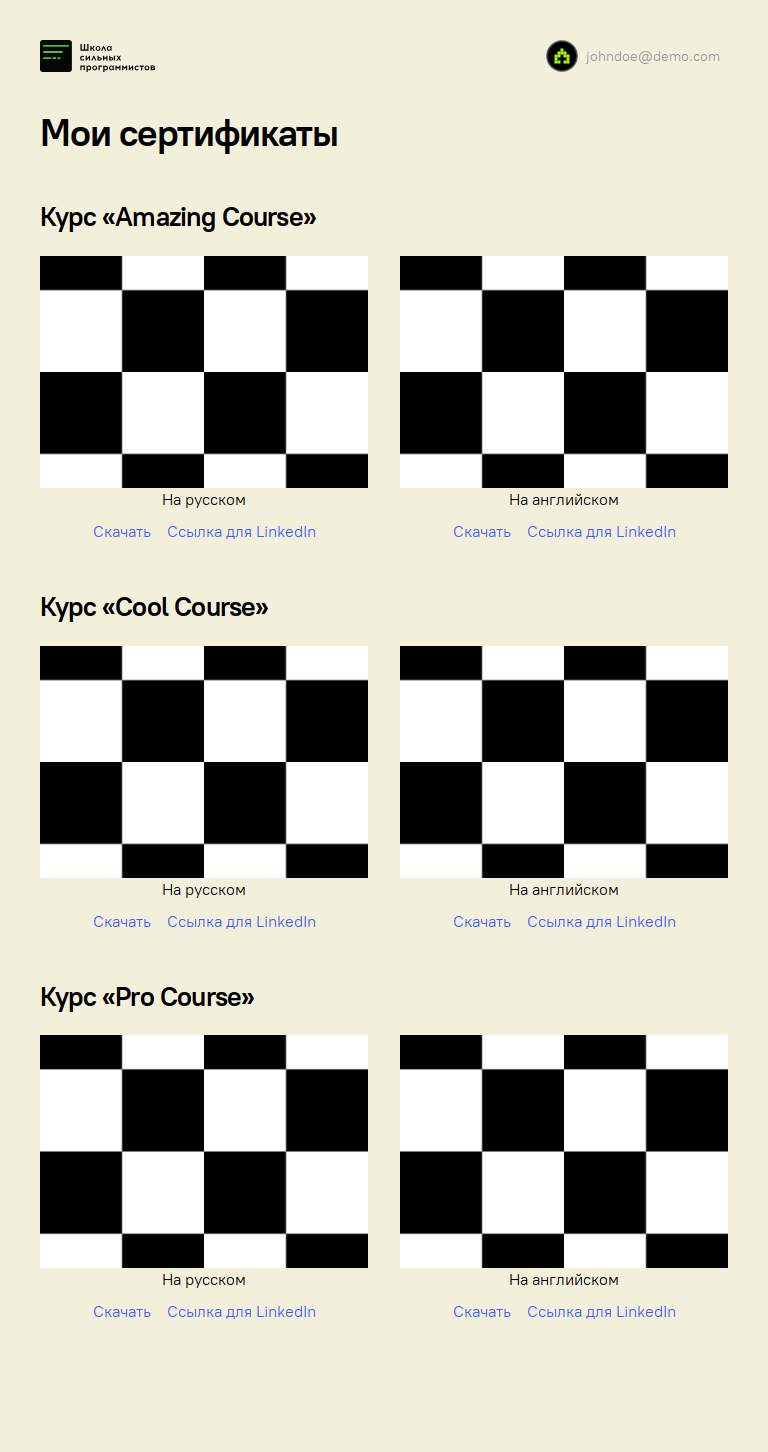 Школа
сильных
программистов
johndoe@demo.com
Мои сертификаты
Курс «Amazing Course»
На русском
Скачать Ссылка для LinkedIn
На английском
Скачать Ссылка для LinkedIn
Курс «Cool Course»
На русском
Скачать Ссылка для LinkedIn
На английском
Скачать Ссылка для LinkedIn
Курс «Pro Course»
На русском
Скачать Ссылка для LinkedIn
На английском
Скачать Ссылка для LinkedIn